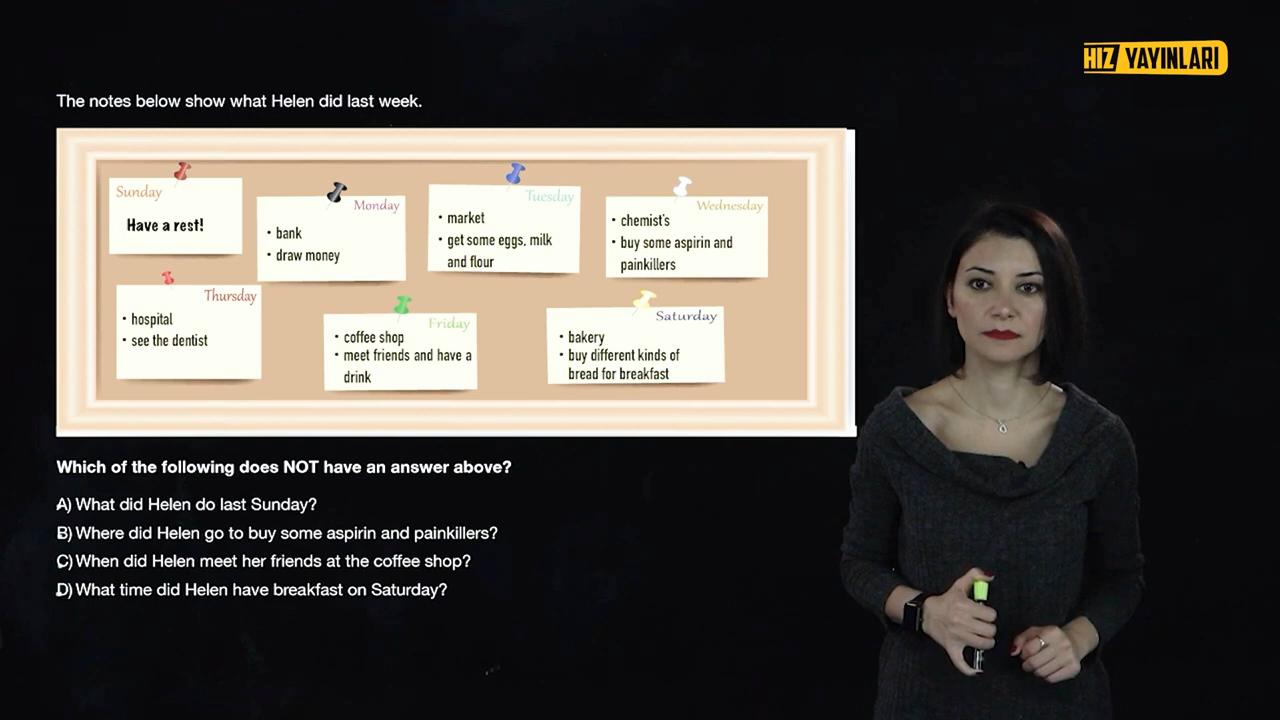 HIZ YAYINLARI
The notes below show what Helen did last week.
Sunday
Have a rest!
Monday
• bank
draw money
Tuesday
• market
• get some eggs, milk
and flour
Wednesday
• chemist's
• buy some aspirin and
painkillers
Thursday
• hospital
• see the dentist
Friday
• coffee shop
• meet friends and have a
drink
Saturday
• bakery
• buy different kinds of
bread for breakfast
Which of the following does NOT have an answer above?
A) What did Helen do last Sunday?
B) Where did Helen go to buy some aspirin and painkillers?
C) When did Helen meet her friends at the coffee shop?
D) What time did Helen have breakfast on Saturday?